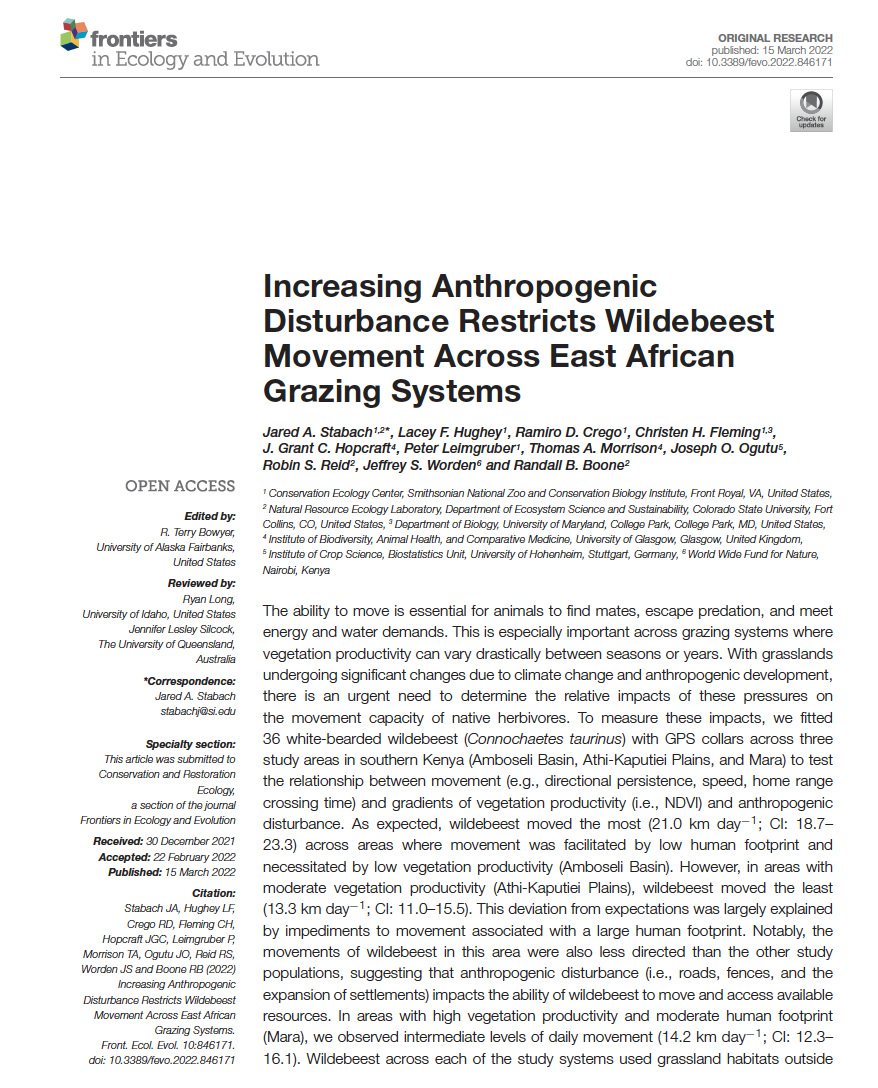 frontiers
in Ecology and Evolution
ORIGINAL RESEARCH
published: 15 March 2022
doi: 10.3389/fevo.2022.846171
Check for
updates
Increasing Anthropogenic
Disturbance Restricts Wildebeest
Movement Across East African
Grazing Systems
Jared A. Stabach1,2*, Lacey F. Hughey1, Ramiro D. Crego1, Christen H. Fleming1,3,
J. Grant C. Hopcraft4, Peter Leimgruber1, Thomas A. Morrison4, Joseph O. Ogutu5,
Robin S. Reid2, Jeffrey S. Worden6 and Randall B. Boone2
1 Conservation Ecology Center, Smithsonian National Zoo and Conservation Biology Institute, Front Royal, VA, United States,
2 Natural Resource Ecology Laboratory, Department of Ecosystem Science and Sustainability, Colorado State University, Fort
Collins, CO, United States, 3 Department of Biology, University of Maryland, College Park, College Park, MD, United States,
4 Institute of Biodiversity, Animal Health, and Comparative Medicine, University of Glasgow, Glasgow, United Kingdom,
5 Institute of Crop Science, Biostatistics Unit, University of Hohenheim, Stuttgart, Germany, 6 World Wide Fund for Nature,
Nairobi, Kenya
OPEN ACCESS
Edited by:
R. Terry Bowyer,
University of Alaska Fairbanks,
United States
Reviewed by:
Ryan Long,
University of Idaho, United States
Jennifer Lesley Silcock,
The University of Queensland,
Australia
*Correspondence:
Jared A. Stabach
stabachj@si.edu
Specialty section:
This article was submitted to
Conservation and Restoration
Ecology,
a section of the journal
Frontiers in Ecology and Evolution
Received: 30 December 2021
Accepted: 22 February 2022
Published: 15 March 2022
Citation:
Stabach JA, Hughey LF,
Crego RD, Fleming CH,
Hopcraft JGC, Leimgruber P,
Morrison TA, Ogutu JO, Reid RS,
Worden JS and Boone RB (2022)
Increasing Anthropogenic
Disturbance Restricts Wildebeest
Movement Across East African
Grazing Systems.
Front. Ecol. Evol. 10:846171.
doi: 10.3389/fevo.2022.846171
The ability to move is essential for animals to find mates, escape predation, and meet
energy and water demands. This is especially important across grazing systems where
vegetation productivity can vary drastically between seasons or years. With grasslands
undergoing significant changes due to climate change and anthropogenic development,
there is an urgent need to determine the relative impacts of these pressures on
the movement capacity of native herbivores. To measure these impacts, we fitted
36 white-bearded wildebeest (Connochaetes taurinus) with GPS collars across three
study areas in southern Kenya (Amboseli Basin, Athi-Kaputiei Plains, and Mara) to test
the relationship between movement (e.g., directional persistence, speed, home range
crossing time) and gradients of vegetation productivity (i.e., NDVI) and anthropogenic
disturbance. As expected, wildebeest moved the most (21.0 km day−1; CI: 18.7–
23.3) across areas where movement was facilitated by low human footprint and
necessitated by low vegetation productivity (Amboseli Basin). However, in areas with
moderate vegetation productivity (Athi-Kaputiei Plains), wildebeest moved the least
(13.3 km day−1; CI: 11.0–15.5). This deviation from expectations was largely explained
by impediments to movement associated with a large human footprint. Notably, the
movements of wildebeest in this area were also less directed than the other study
populations, suggesting that anthropogenic disturbance (i.e., roads, fences, and the
expansion of settlements) impacts the ability of wildebeest to move and access available
resources. In areas with high vegetation productivity and moderate human footprint
(Mara), we observed intermediate levels of daily movement (14.2 km day−1; CI: 12.3–
16.1). Wildebeest across each of the study systems used grassland habitats outside